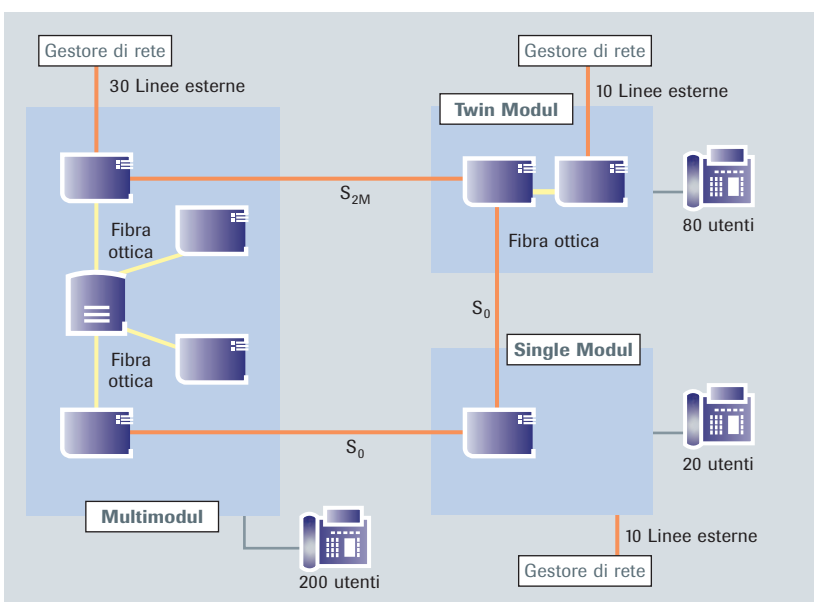 Gestore di rete
30 Linee esterne
Gestore di rete
10 Linee esterne
Twin Modul
S2M
80 utenti
Fibra
ottica
Fibra ottica
S0
Fibra
ottica
Single Modul
S0
20 utenti
Multimodul
200 utenti
10 Linee esterne
Gestore di rete